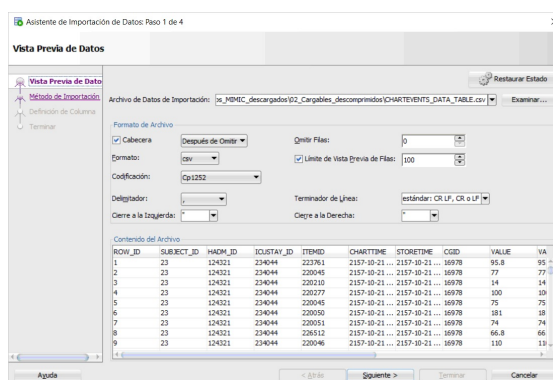 Asistente de Importación de Datos: Paso 1 de 4
Vista Previa de Datos
Restaurar Estado
Vista Previa de Dato
Método de Importación
Definición de Columna
Terminar
Archivo de Datos de Importación: os_MIMIC_descargados\02_Cargables_descomprimidos\CHARTEVENTS_DATA_TABLE.csv Examinar...
Formato de Archivo
Cabecera Después de Omitir Omitir Filas: 0
Formato: csv Límite de Vista Previa de Filas: 100
Codificación: Cp1252
Delimitador: , Terminador de Línea: estándar: CR LF, CR o LF
Cierre a la Izquierda: " Cierre a la Derecha: "
Contenido del Archivo
ROW_ID SUBJECT_ID HADM_ID ICUSTAY_ID ITEMID CHARTTIME STORETIME CGID VALUE VA
1 23 124321 234044 223761 2157-10-21 ... 2157-10-21 ... 16978 95.8 95
2 23 124321 234044 220045 2157-10-21 ... 2157-10-21 ... 16978 77 77
3 23 124321 234044 220210 2157-10-21 ... 2157-10-21 ... 16978 14 14
4 23 124321 234044 220277 2157-10-21 ... 2157-10-21 ... 16978 100 10
5 23 124321 234044 220045 2157-10-21 ... 2157-10-21 ... 16978 75 75
6 23 124321 234044 220050 2157-10-21 ... 2157-10-21 ... 16978 181 18
7 23 124321 234044 220051 2157-10-21 ... 2157-10-21 ... 16978 74 74
8 23 124321 234044 226512 2157-10-21 ... 2157-10-21 ... 16978 66.8 66
9 23 124321 234044 220046 2157-10-21 ... 2157-10-21 ... 16978 110 11
Ayuda < Atrás Siguiente > Terminar Cancelar